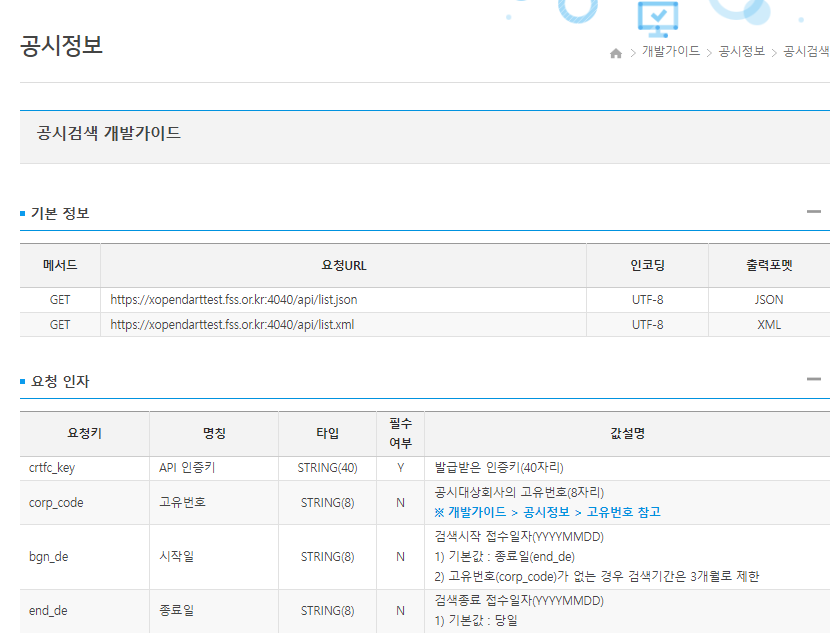 공시정보
개발가이드 > 공시정보 > 공시검색
공시검색 개발가이드
기본 정보
메서드 요청URL 인코딩 출력포멧
GET https://xopendarttest.fss.or.kr:4040/api/list.json UTF-8 JSON
GET https://xopendarttest.fss.or.kr:4040/api/list.xml UTF-8 XML
요청 인자
요청키 명칭 타입 필수 여부 값설명
crtfc_key API 인증키 STRING(40) Y 발급받은 인증키(40자리)
corp_code 고유번호 STRING(8) N 공시대상회사의 고유번호(8자리)
※ 개발가이드 > 공시정보 > 고유번호 참고
bgn_de 시작일 STRING(8) N 검색시작 접수일자(YYYYMMDD)
1) 기본값 : 종료일(end_de)
2) 고유번호(corp_code)가 없는 경우 검색기간은 3개월로 제한
end_de 종료일 STRING(8) N 검색종료 접수일자(YYYYMMDD)
1) 기본값 : 당일